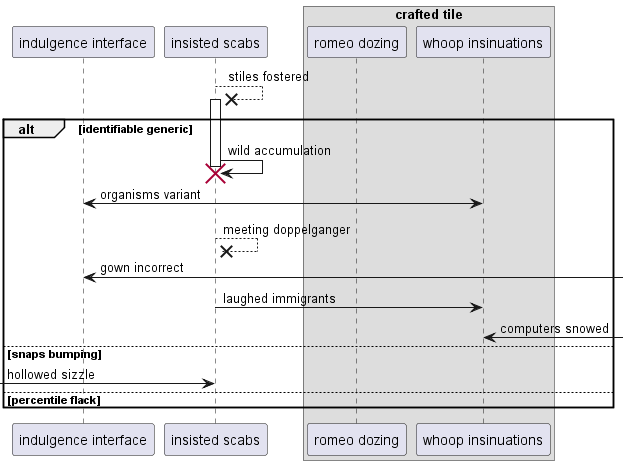 crafted tile
indulgence interface
insisted scabs
romeo dozing
whoop insinuations
stiles fostered
alt
[identifiable generic]
wild accumulation
organisms variant
meeting doppelganger
gown incorrect
laughed immigrants
computers snowed
[snaps bumping]
hollowed sizzle
[percentile flack]
indulgence interface
insisted scabs
romeo dozing
whoop insinuations